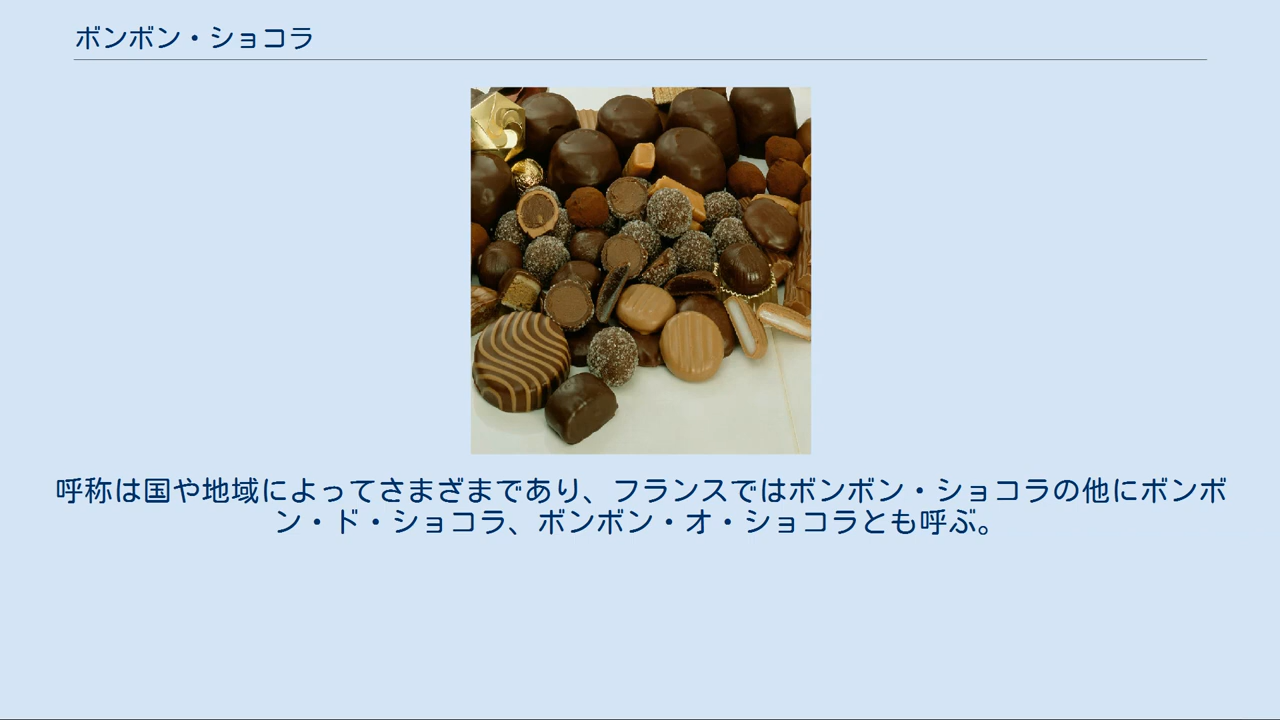 ボンボン・ショコラ
呼称は国や地域によってさまざまであり、フランスではボンボン・ショコラの他にボンボ
ン・ド・ショコラ、ボンボン・オ・ショコラとも呼ぶ。